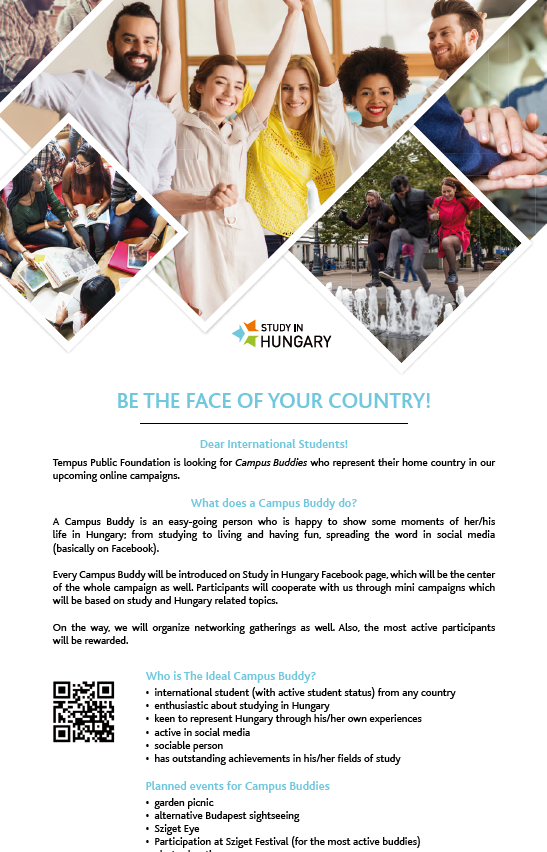 STUDY IN
HUNGARY
BE THE FACE OF YOUR COUNTRY!
Dear International Students!
Tempus Public Foundation is looking for Campus Buddies who represent their home country in our
upcoming online campaigns.
What does a Campus Buddy do?
A Campus Buddy is an easy-going person who is happy to show some moments of her/his
life in Hungary; from studying to living and having fun, spreading the word in social media
(basically on Facebook).
Every Campus Buddy will be introduced on Study in Hungary Facebook page, which will be the center
of the whole campaign as well. Participants will cooperate with us through mini campaigns which
will be based on study and Hungary related topics.
On the way, we will organize networking gatherings as well. Also, the most active participants
will be rewarded.
Who is The Ideal Campus Buddy?
• international student (with active student status) from any country
• enthusiastic about studying in Hungary
• keen to represent Hungary through his/her own experiences
• active in social media
• sociable person
• has outstanding achievements in his/her fields of study
Planned events for Campus Buddies
• garden picnic
• alternative Budapest sightseeing
• Sziget Eye
• Participation at Sziget Festival (for the most active buddies)